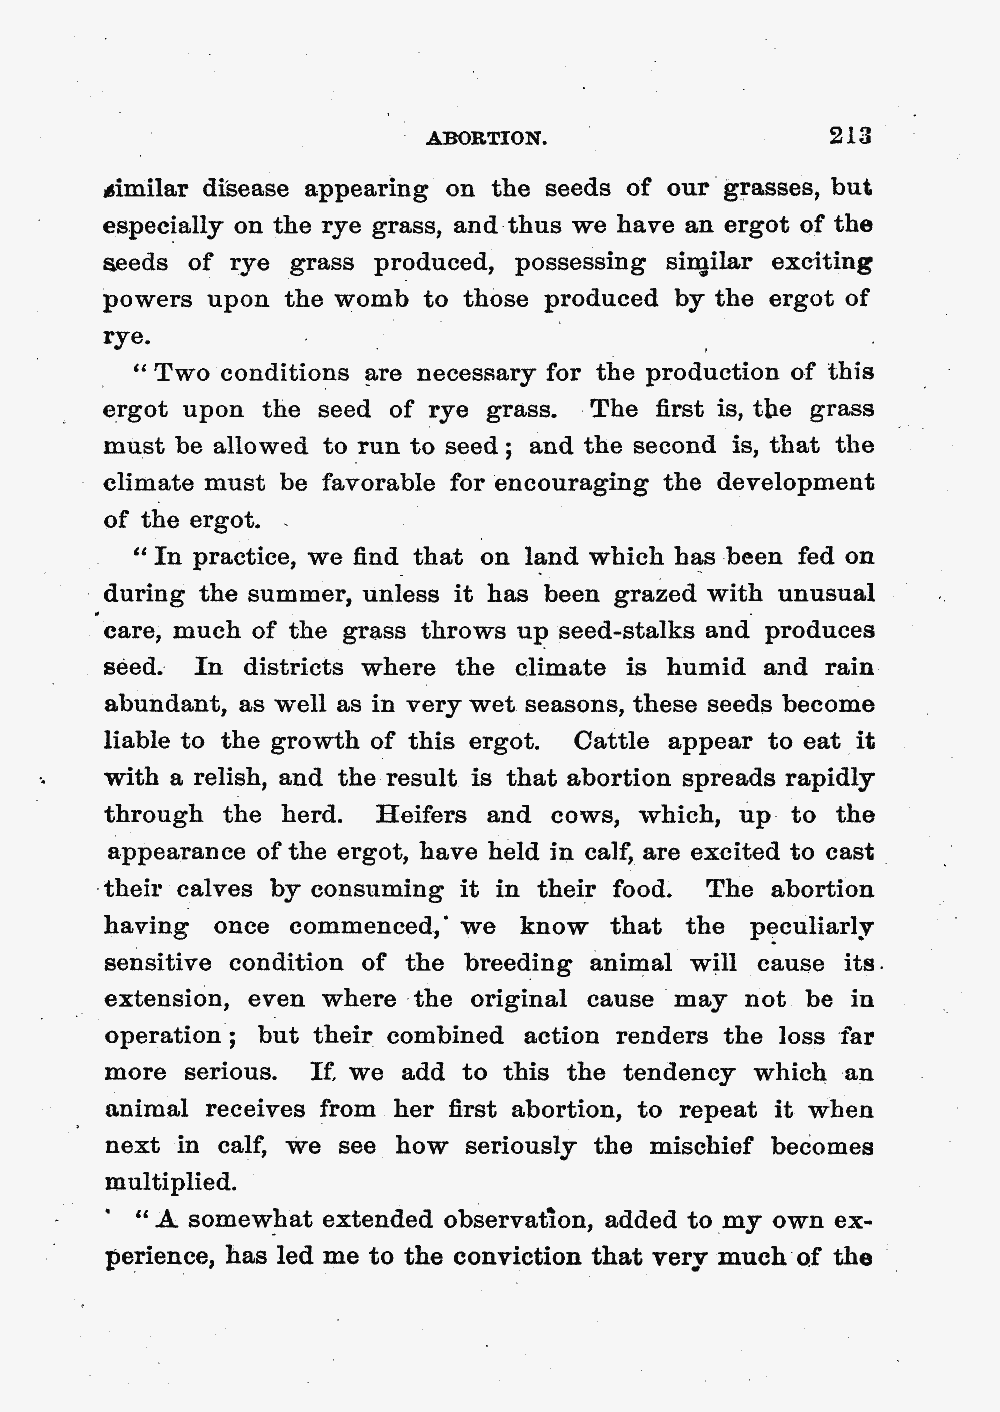 ABORTION. 213
similar disease appearing on the seeds of our grasses, but
especially on the rye grass, and thus we have an ergot of the
seeds of rye grass produced, possessing similar exciting
powers upon the womb to those produced by the ergot of
rye.
“ Two conditions are necessary for the production of this
ergot upon the seed of rye grass. The first is, the grass
must be allowed to run to seed ; and the second is, that the
climate must be favorable for encouraging the development
of the ergot.
“ In practice, we find that on land which has been fed on
during the summer, unless it has been grazed with unusual
care, much of the grass throws up seed-stalks and produces
seed. In districts where the climate is humid and rain
abundant, as well as in very wet seasons, these seeds become
liable to the growth of this ergot. Cattle appear to eat it
with a relish, and the result is that abortion spreads rapidly
through the herd. Heifers and cows, which, up to the
appearance of the ergot, have held in calf, are excited to cast
their calves by consuming it in their food. The abortion
having once commenced, we know that the peculiarly
sensitive condition of the breeding animal will cause its
extension, even where the original cause may not be in
operation ; but their combined action renders the loss far
more serious. If we add to this the tendency which an
animal receives from her first abortion, to repeat it when
next in calf, we see how seriously the mischief becomes
multiplied.
“ A somewhat extended observation, added to my own ex-
perience, has led me to the conviction that very much of the